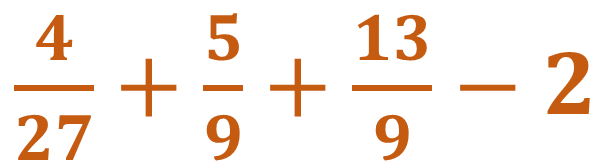 4/27 + 5/9 + 13/9 − 2